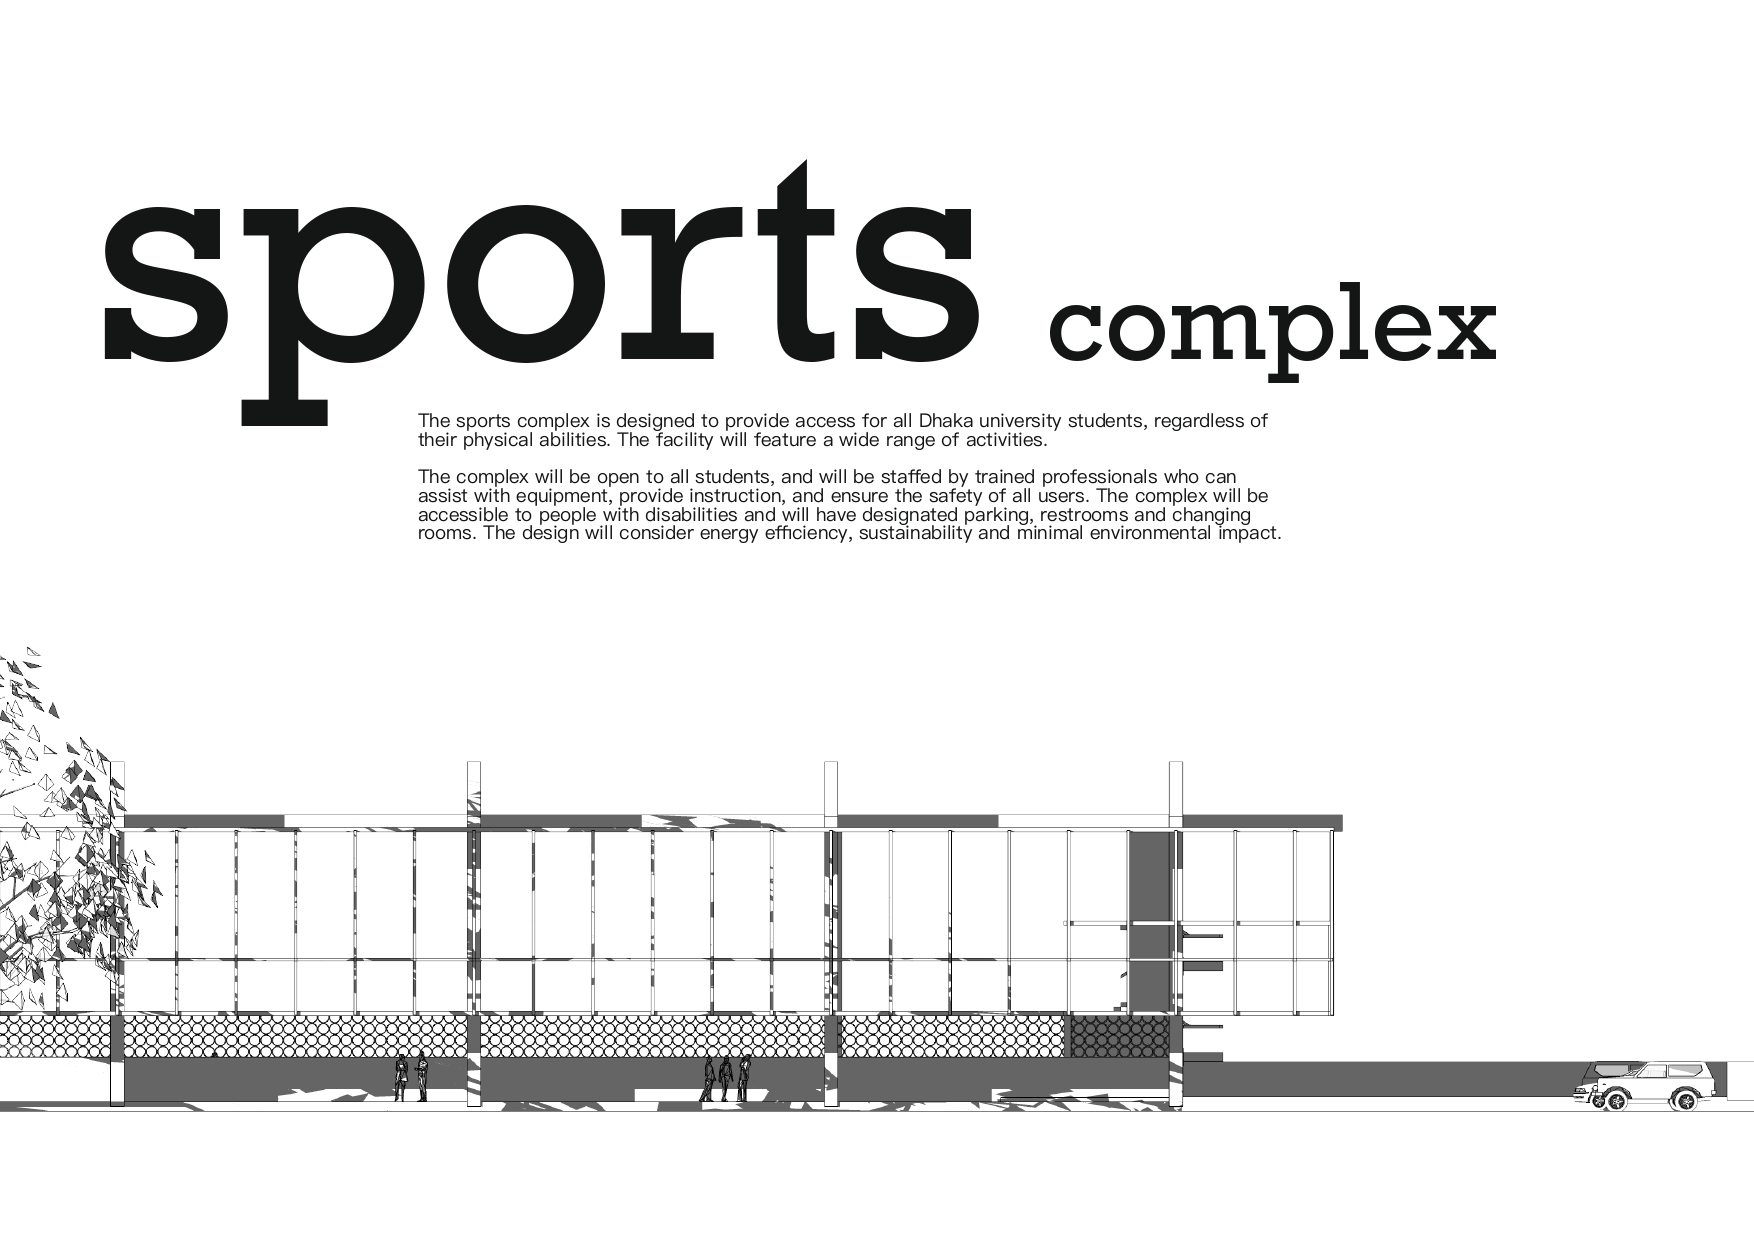 sports complex
The sports complex is designed to provide access for all Dhaka university students, regardless of
their physical abilities. The facility will feature a wide range of activities.
The complex will be open to all students, and will be staffed by trained professionals who can
assist with equipment, provide instruction, and ensure the safety of all users. The complex will be
accessible to people with disabilities and will have designated parking, restrooms and changing
rooms. The design will consider energy efficiency, sustainability and minimal environmental impact.